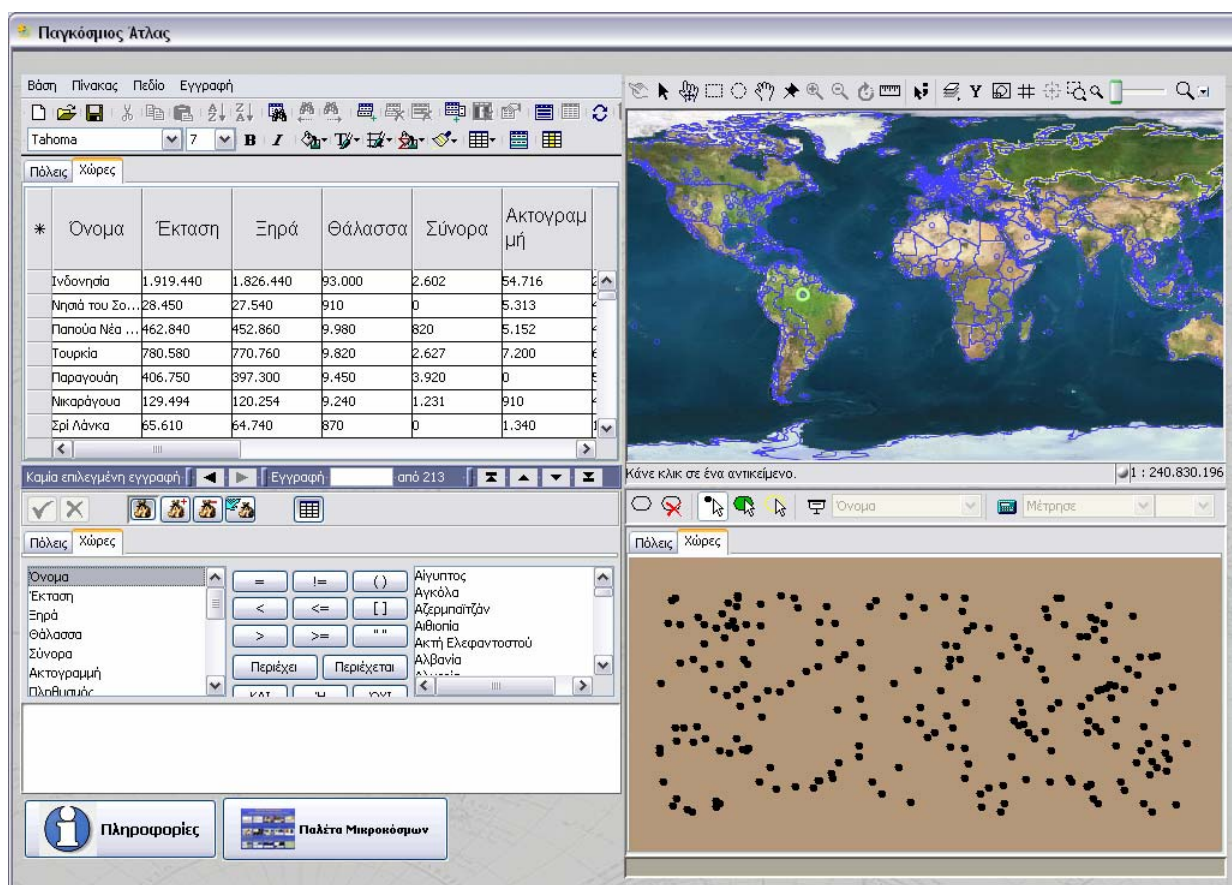 Παγκόσμιος Άτλας
Βάση Πίνακας Πεδίο Εγγραφή
Tahoma 7 B I
Πόλεις Χώρες
* Όνομα Έκταση Ξηρά Θάλασσα Σύνορα Ακτογραμ
μή
Ινδονησία 1.919.440 1.826.440 93.000 2.602 54.716
Νησιά του Σο... 28.450 27.540 910 0 5.313
Παπούα Νέα ... 462.840 452.860 9.980 820 5.152
Τουρκία 780.580 770.760 9.820 2.627 7.200
Παραγουάη 406.750 397.300 9.450 3.920 0
Νικαράγουα 129.494 120.254 9.240 1.231 910
Σρί Λάνκα 65.610 64.740 870 0 1.340
Καμία επιλεγμένη εγγραφή Εγγραφή από 213
Κάνε κλικ σε ένα αντικείμενο. 1 : 240.830.196
Όνομα Μέτρησε
Πόλεις Χώρες
Πόλεις Χώρες
Όνομα
Έκταση
Ξηρά
Θάλασσα
Σύνορα
Ακτογραμμή
Πληθυσμός
= != ( )
< <= [ ]
> >= " "
Περιέχει Περιέχεται
ΚΑΙ Ή ΌΧΙ
Αίγυπτος
Αγκόλα
Αζερμπαϊτζάν
Αιθιοπία
Ακτή Ελεφαντοστού
Αλβανία
Πληροφορίες
Παλέτα Μικροκόσμων